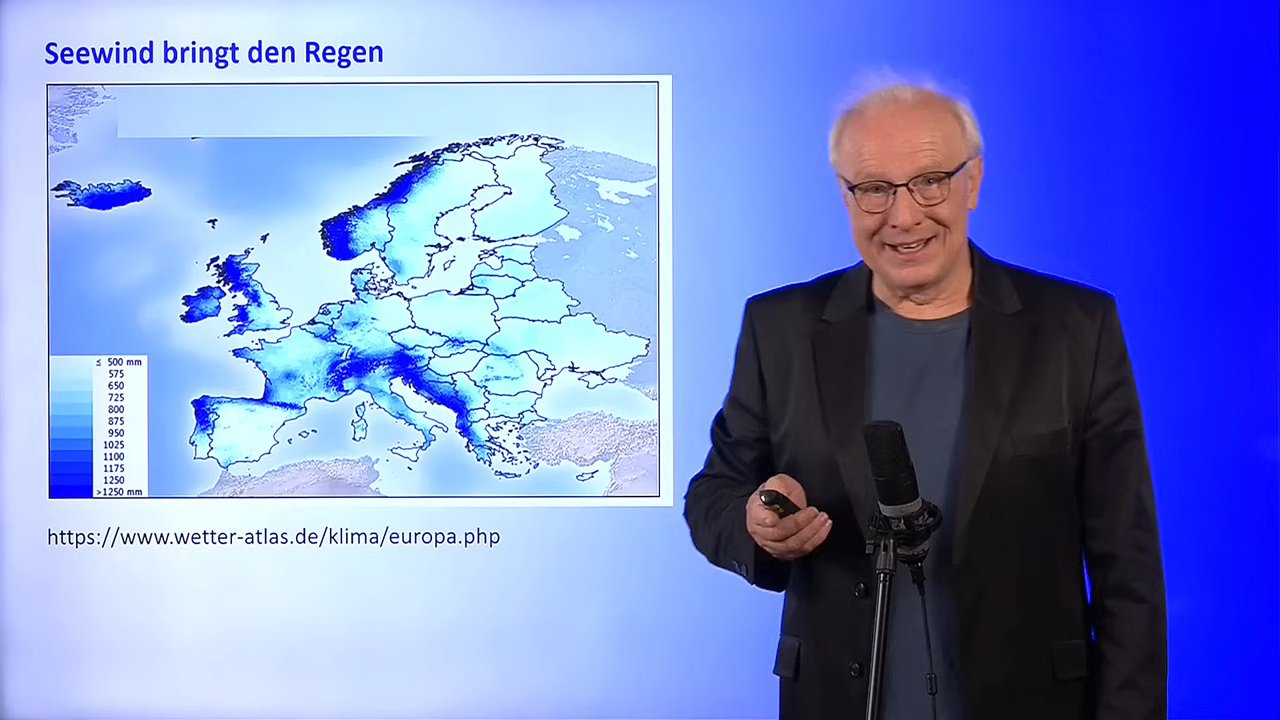 Seewind bringt den Regen
≤ 500 mm
575
650
725
800
875
950
1025
1100
1175
1250
>1250 mm
https://www.wetter-atlas.de/klima/europa.php